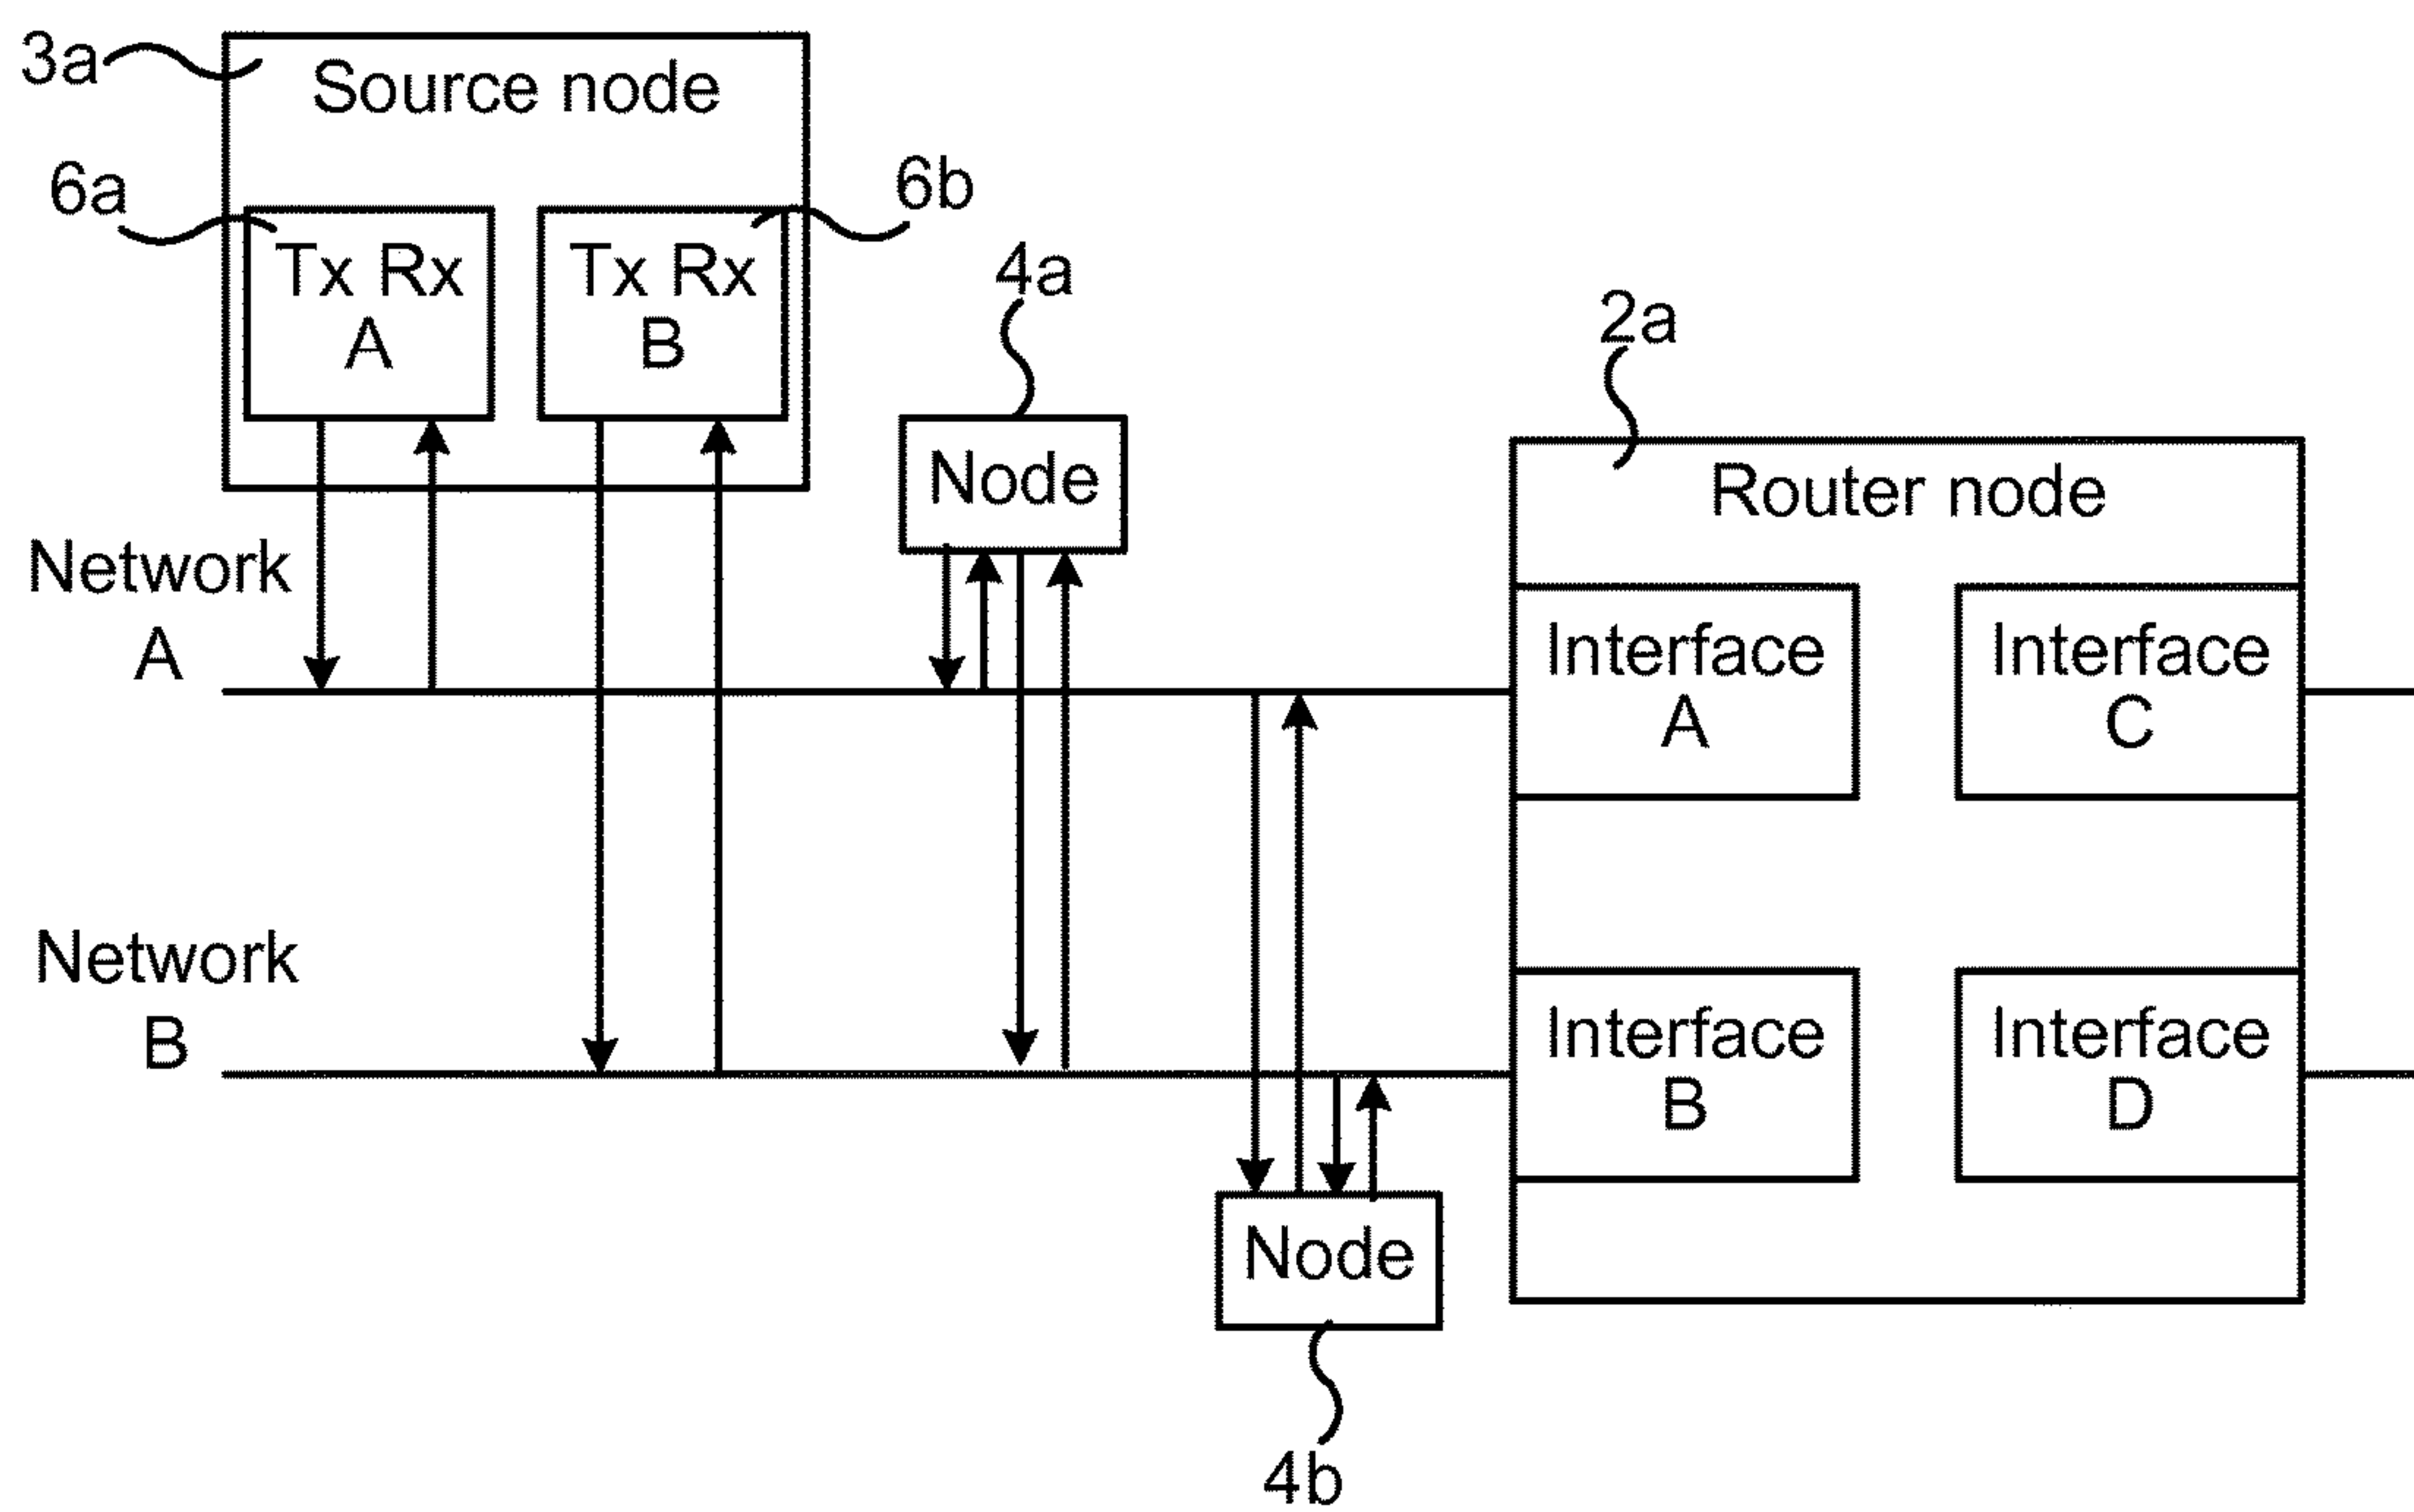 3a
Source node
6a
6b
Tx Rx
A
Tx Rx
B
4a
2a
Node
Router node
Network
A
Interface
A
Interface
C
Network
B
Interface
B
Interface
D
Node
4b